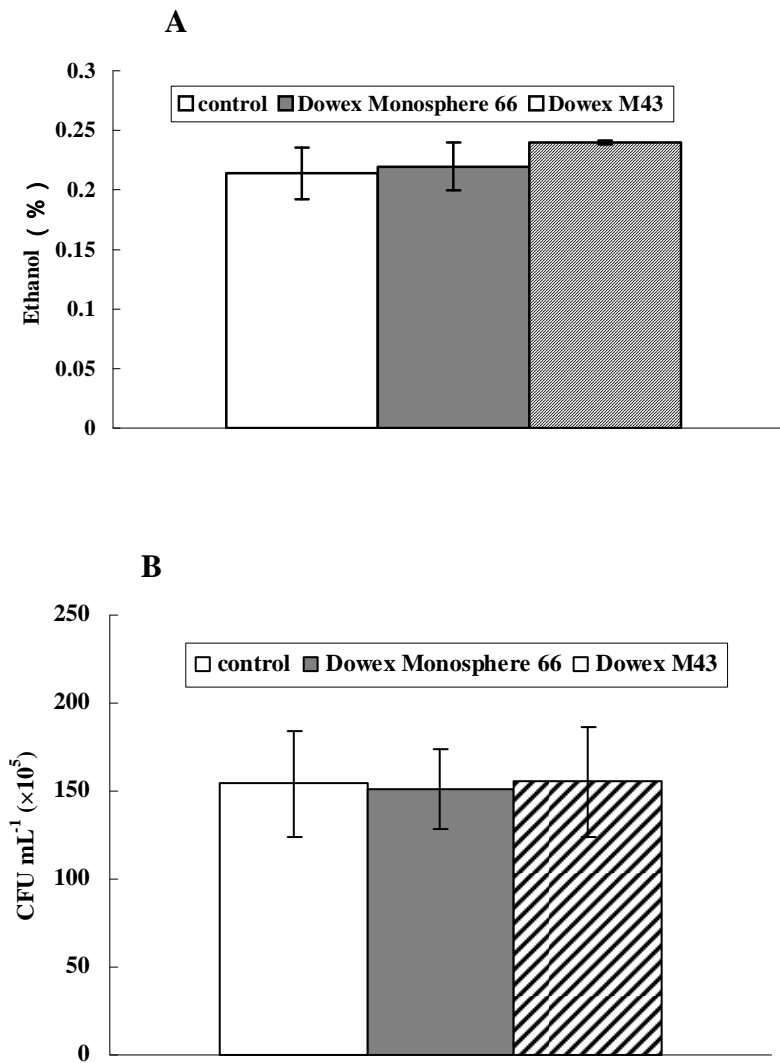 A
0.3
control Dowex Monosphere 66 Dowex M43
0.25
0.2
0.15
0.1
0.05
0
Ethanol ( % )
B
250
control Dowex Monosphere 66 Dowex M43
200
150
100
50
0
CFU mL⁻¹ (×10⁵)